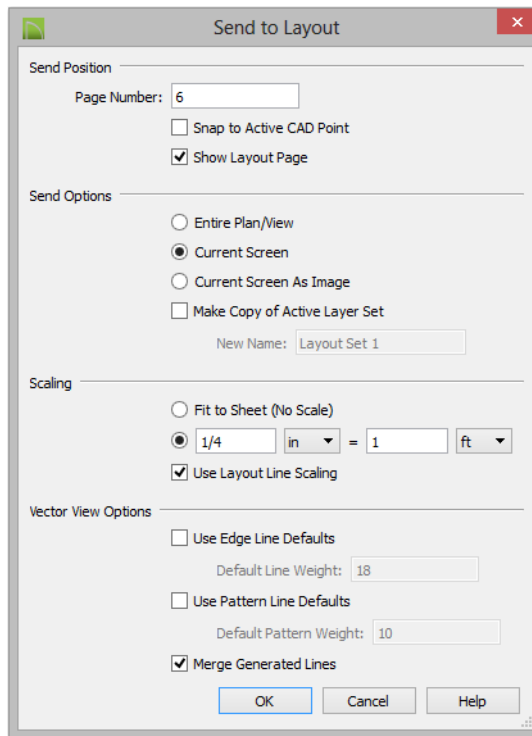 Send to Layout
Send Position
Page Number: 6
Snap to Active CAD Point
Show Layout Page
Send Options
Entire Plan/View
Current Screen
Current Screen As Image
Make Copy of Active Layer Set
New Name: Layout Set 1
Scaling
Fit to Sheet (No Scale)
1/4 in = 1 ft
Use Layout Line Scaling
Vector View Options
Use Edge Line Defaults
Default Line Weight: 18
Use Pattern Line Defaults
Default Pattern Weight: 10
Merge Generated Lines
OK Cancel Help